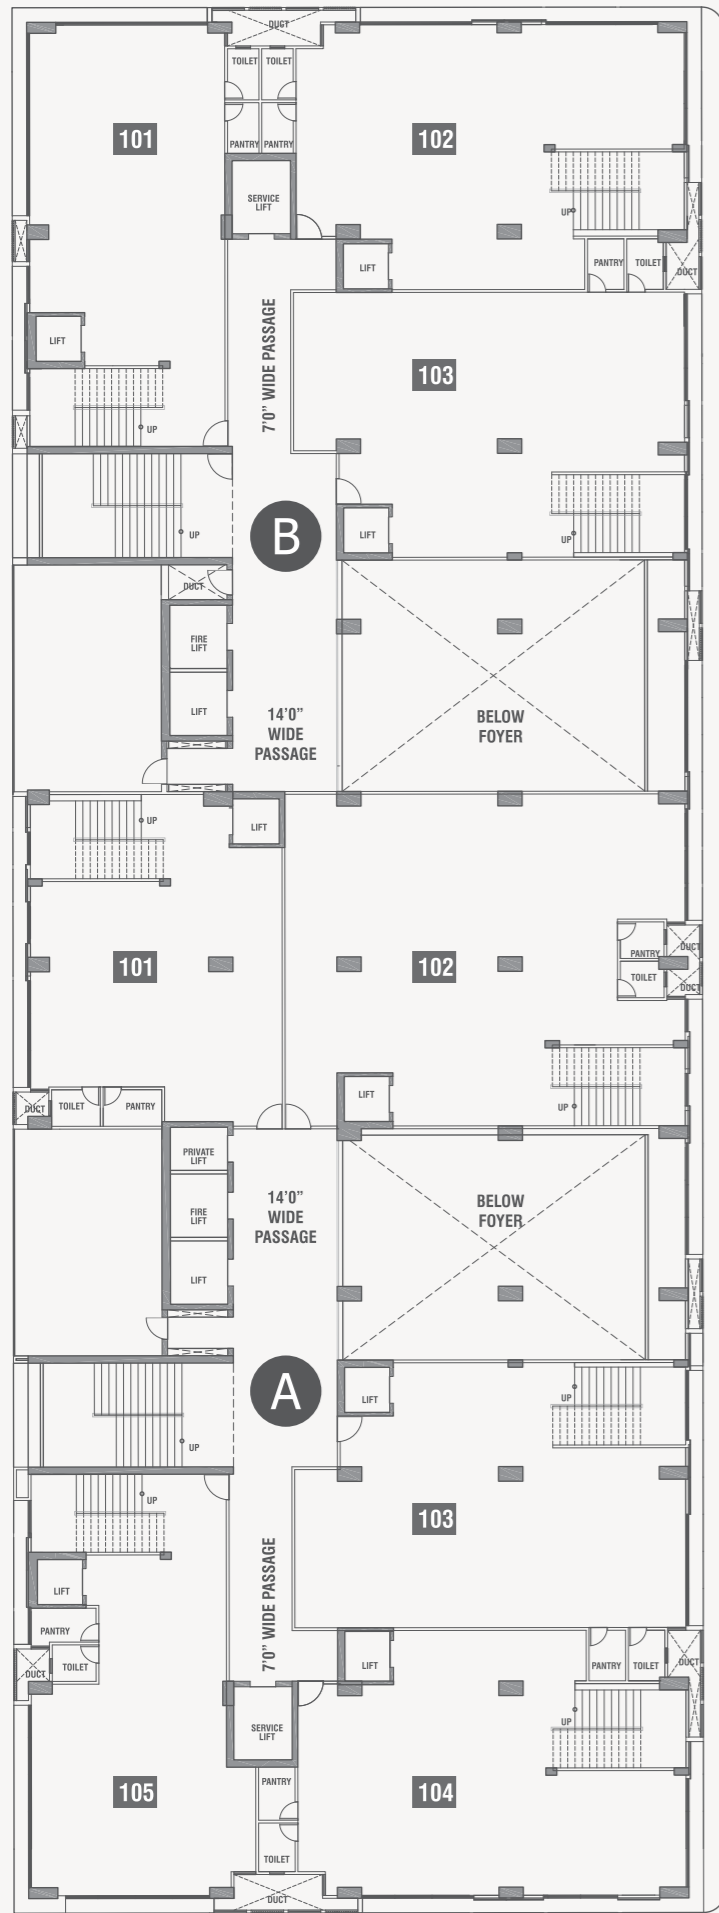 DUCT
TOILET TOILET
101
102
PANTRY PANTRY
SERVICE
LIFT
UP
LIFT
PANTRY
TOILET
DUCT
7'0" WIDE PASSAGE
LIFT
103
UP
UP
LIFT
UP
B
DUCT
FIRE
LIFT
LIFT
14'0"
WIDE
PASSAGE
BELOW
FOYER
UP
LIFT
101
102
PANTRY
DUCT
TOILET
DUCT
LIFT
DUCT
TOILET
PANTRY
UP
PRIVATE
LIFT
FIRE
LIFT
LIFT
14'0"
WIDE
PASSAGE
BELOW
FOYER
A
LIFT
UP
UP
UP
103
7'0" WIDE PASSAGE
LIFT
PANTRY
DUCT
TOILET
LIFT
PANTRY
TOILET
DUCT
UP
SERVICE
LIFT
105
PANTRY
104
TOILET
DUCT